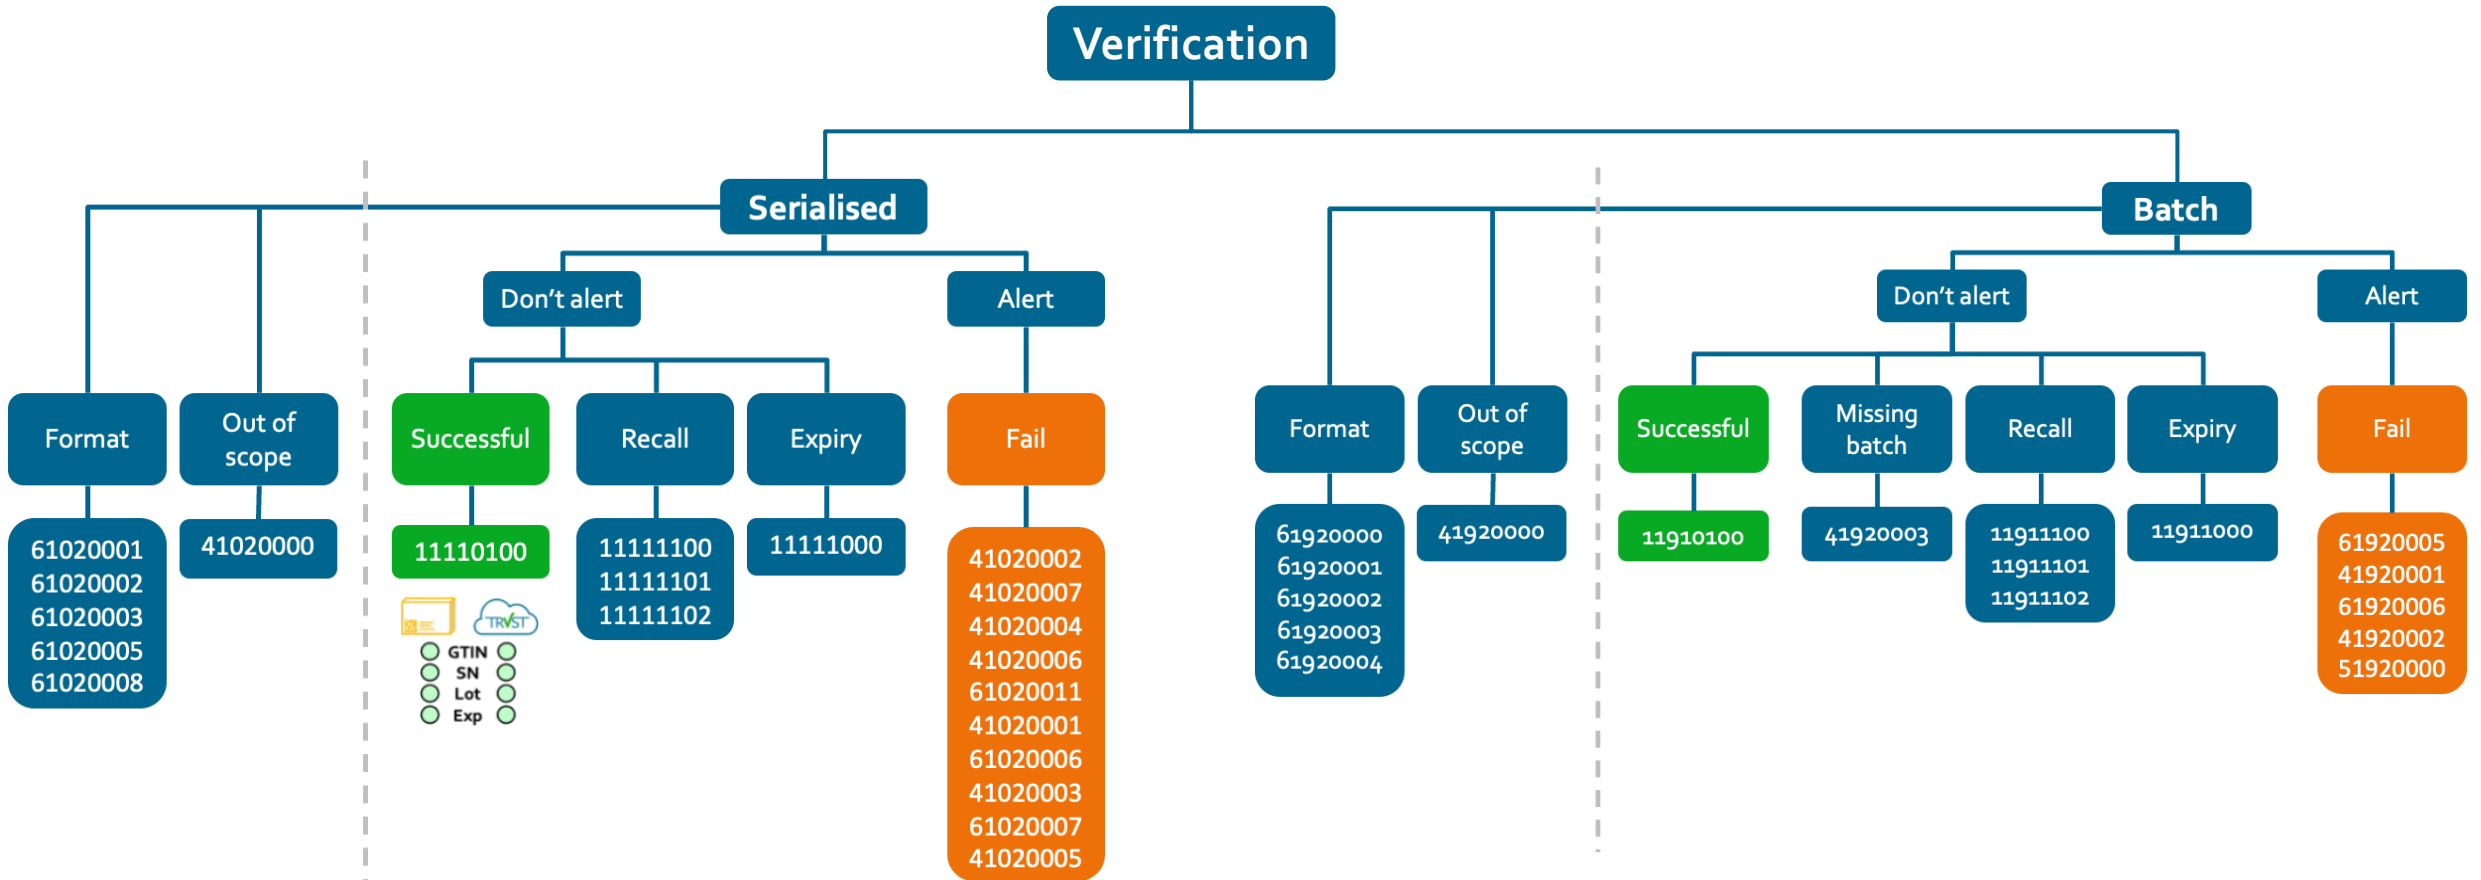 Verification
Serialised
Batch
Don't alert
Alert
Don't alert
Alert
Format
Out of
scope
Successful
Recall
Expiry
Fail
Format
Out of
scope
Successful
Missing
batch
Recall
Expiry
Fail
61020001
61020002
61020003
61020005
61020008
41020000
11110100
TRVST
GTIN
SN
Lot
Exp
11111100
11111101
11111102
11111000
41020002
41020007
41020004
41020006
61020011
41020001
61020006
41020003
61020007
41020005
61920000
61920001
61920002
61920003
61920004
41920000
11910100
41920003
11911100
11911101
11911102
11911000
61920005
41920001
61920006
41920002
51920000